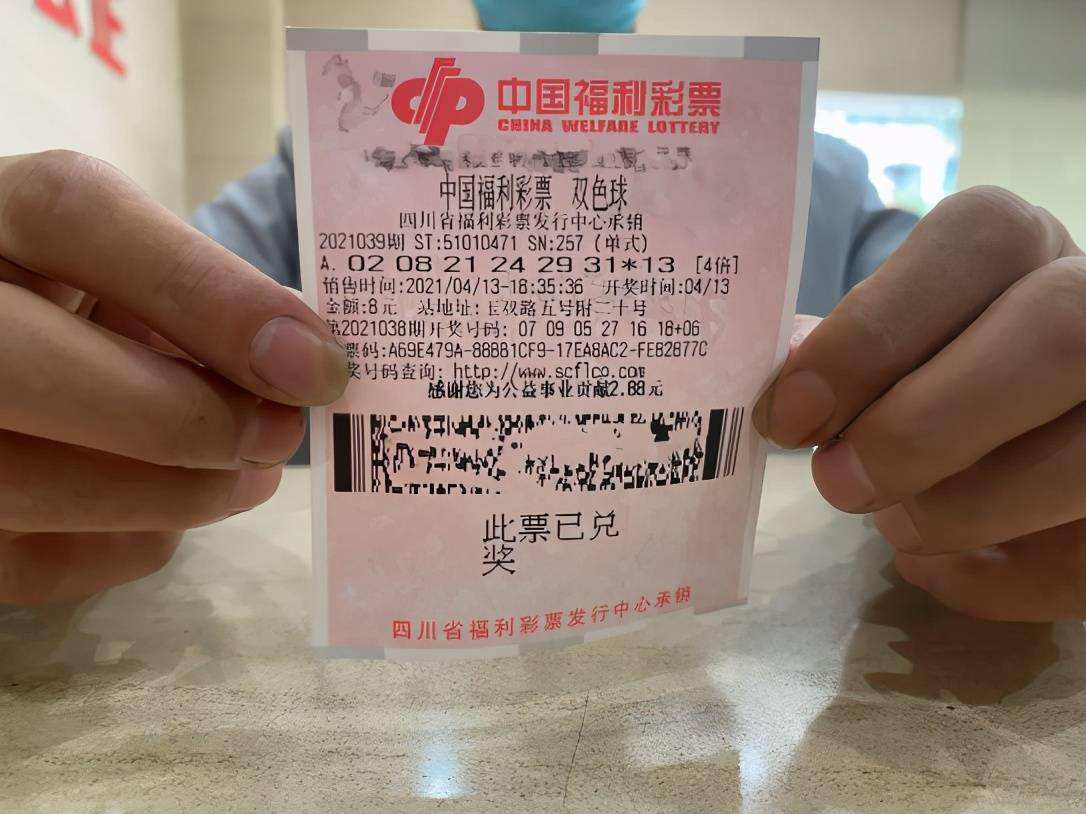 中国福利彩票
CHINA WELFARE LOTTERY
中国福利彩票 双色球
四川省福利彩票发行中心承销
2021039期 ST:51010471 SN:257 (单式)
A. 02 08 21 24 29 31*13 [4倍]
销售时间:2021/04/13-18:35:36 开奖时间:04/13
金额:8元 站地址: 双路五号附二十号
第2021038期开奖号码: 07 09 05 27 16 18+06
票码:A69E479A-88BB1CF9-17EA8AC2-FE82877C
奖号码查询: http://www.scflcp.com
感谢您为公益事业贡献2.88元
此票已兑
奖
四川省福利彩票发行中心承销